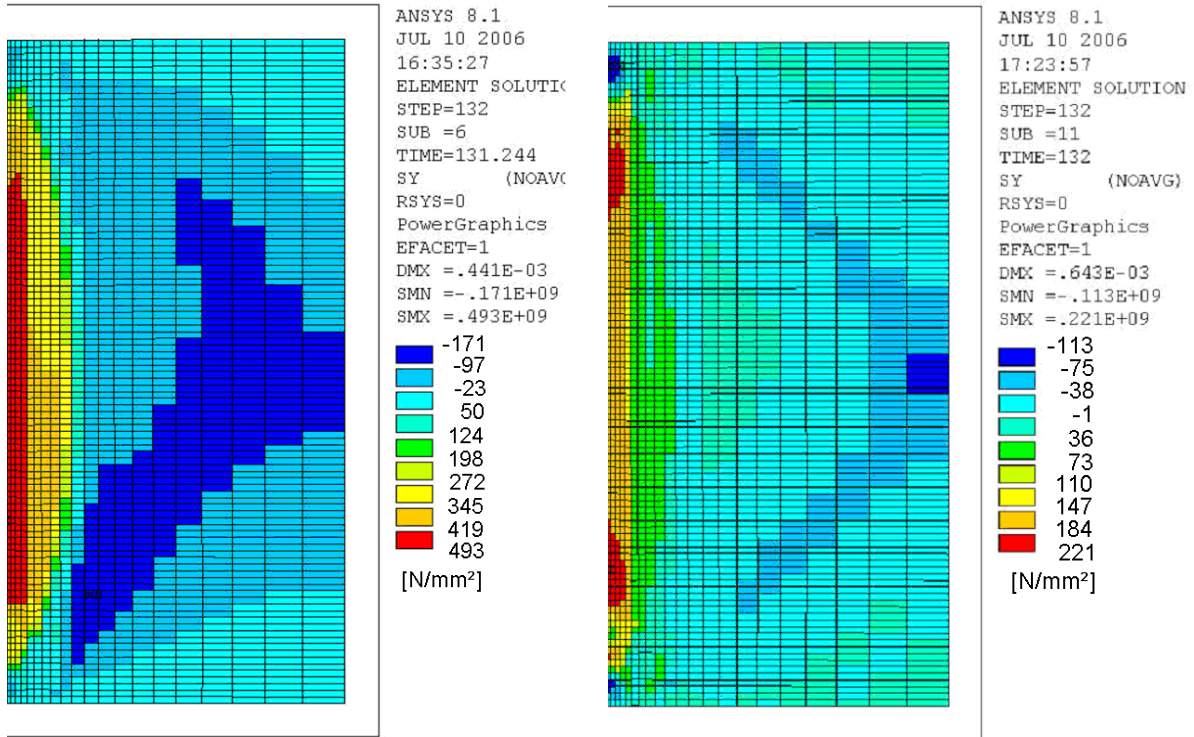 ANSYS 8.1
JUL 10 2006
16:35:27
ELEMENT SOLUTIO
STEP=132
SUB =6
TIME=131.244
SY (NOAVG
RSYS=0
PowerGraphics
EFACET=1
DMX =.441E-03
SMN =-.171E+09
SMX =.493E+09
-171
-97
-23
50
124
198
272
345
419
493
[N/mm²]
ANSYS 8.1
JUL 10 2006
17:23:57
ELEMENT SOLUTION
STEP=132
SUB =11
TIME=132
SY (NOAVG)
RSYS=0
PowerGraphics
EFACET=1
DMX =.643E-03
SMN =-.113E+09
SMX =.221E+09
-113
-75
-38
-1
36
73
110
147
184
221
[N/mm²]